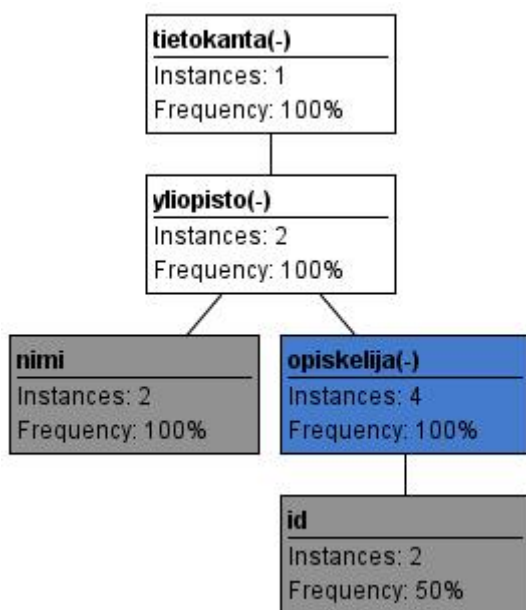 tietokanta(-)
Instances: 1
Frequency: 100%
yliopisto(-)
Instances: 2
Frequency: 100%
nimi
Instances: 2
Frequency: 100%
opiskelija(-)
Instances: 4
Frequency: 100%
id
Instances: 2
Frequency: 50%